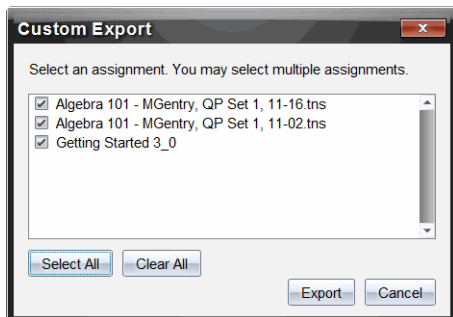 Custom Export
Select an assignment. You may select multiple assignments.
Algebra 101 - MGentry, QP Set 1, 11-16.tns
Algebra 101 - MGentry, QP Set 1, 11-02.tns
Getting Started 3_0
Select All Clear All
Export Cancel